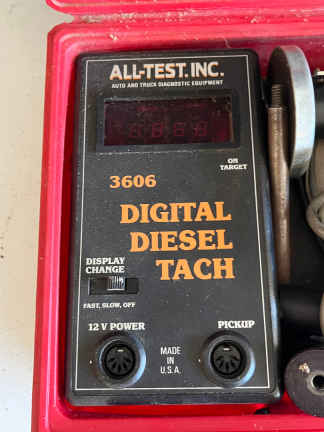 ALL-TEST. INC.
AUTO AND TRUCK DIAGNOSTIC EQUIPMENT
ON
TARGET
3606
DIGITAL
DIESEL
TACH
DISPLAY
CHANGE
FAST, SLOW, OFF
12 V POWER
PICKUP
MADE
IN
U.S.A.